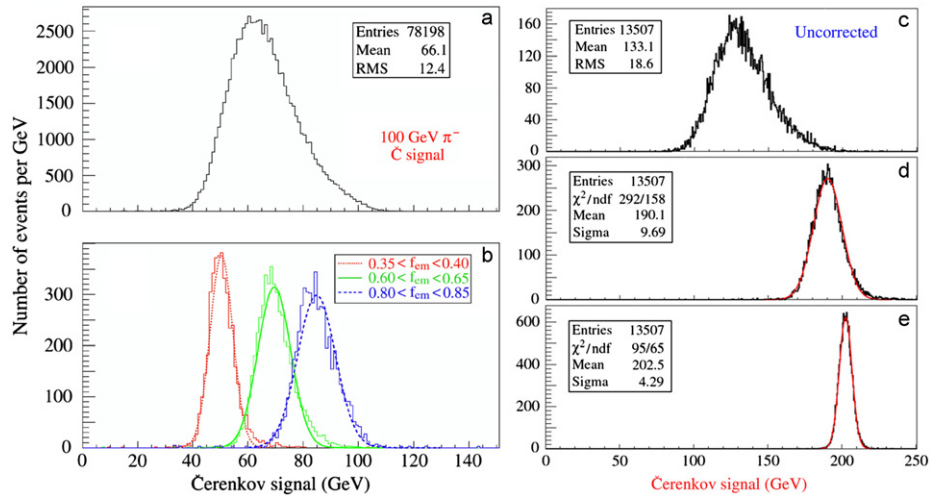 a
Entries 78198
Mean 66.1
RMS 12.4
100 GeV π⁻
Č signal
2500
2000
1500
1000
500
0
Number of events per GeV
b
0.35 < f_em < 0.40
0.60 < f_em < 0.65
0.80 < f_em < 0.85
300
200
100
0
0 20 40 60 80 100 120 140
Čerenkov signal (GeV)
c
Uncorrected
Entries 13507
Mean 133.1
RMS 18.6
160
120
80
40
0
d
Entries 13507
χ²/ndf 292/158
Mean 190.1
Sigma 9.69
300
200
100
0
e
Entries 13507
χ²/ndf 95/65
Mean 202.5
Sigma 4.29
600
400
200
0
0 50 100 150 200 250
Čerenkov signal (GeV)